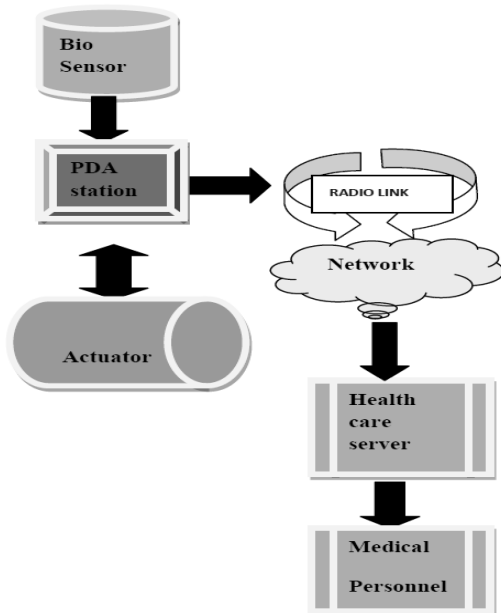 Bio
Sensor
PDA
station
RADIO LINK
Network
Actuator
Health
care
server
Medical
Personnel